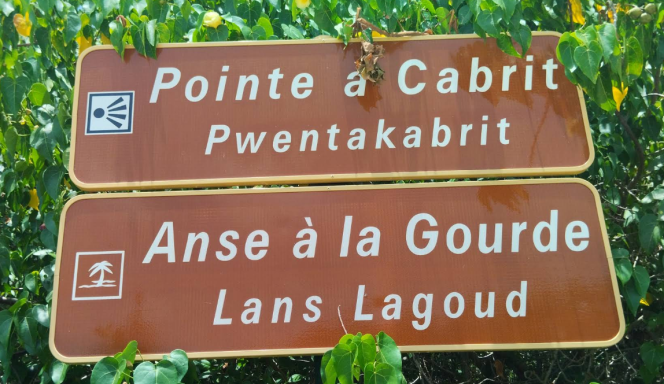 Pointe à Cabrit
Pwentakabrit
Anse à la Gourde
Lans Lagoud